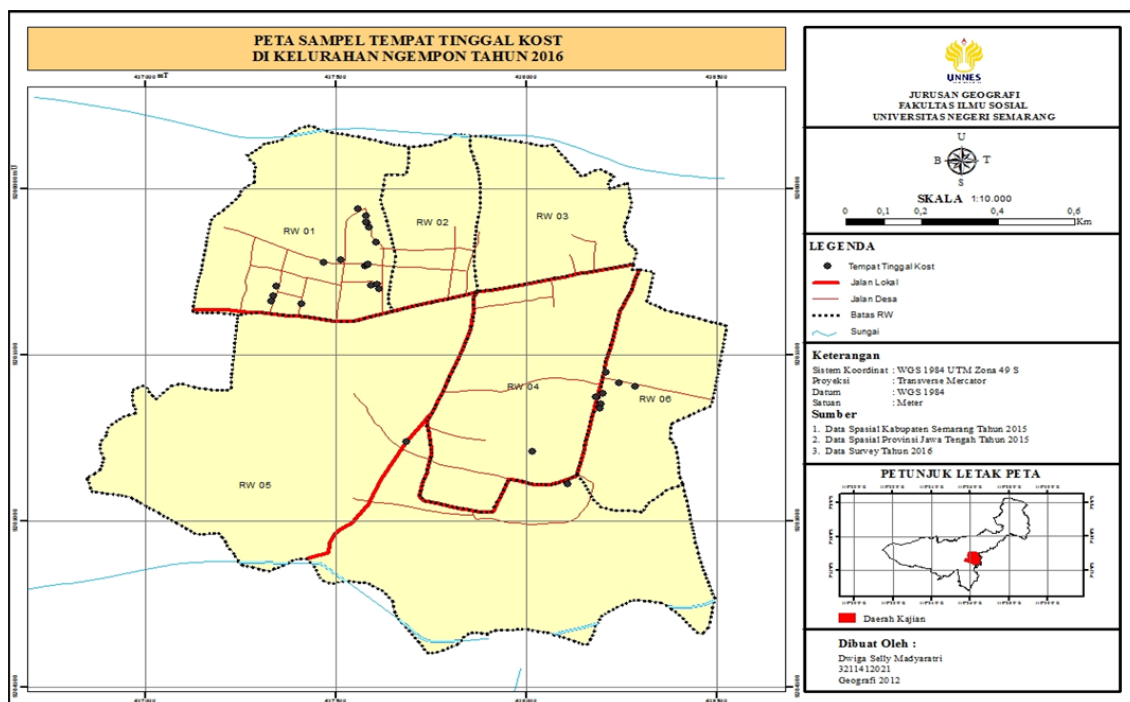 PETA SAMPEL TEMPAT TINGGAL KOST
DI KELURAHAN NGEMPON TAHUN 2016
RW 01
RW 02
RW 03
RW 04
RW 06
RW 05
UNNES
JURUSAN GEOGRAFI
FAKULTAS ILMU SOSIAL
UNIVERSITAS NEGERI SEMARANG
U
B T
S
SKALA 1:10.000
0 0,1 0,2 0,4 0,6
Km
LEGENDA
Tempat Tinggal Kost
Jalan Lokal
Jalan Desa
Batas RW
Sungai
Keterangan
Sistem Koordinat : WGS 1984 UTM Zona 49 S
Proyeksi : Transverse Mercator
Datum : WGS 1984
Satuan : Meter
Sumber
1. Data Spasial Kabupaten Semarang Tahun 2015
2. Data Spasial Provinsi Jawa Tengah Tahun 2015
3. Data Survey Tahun 2016
PETUNJUK LETAK PETA
Daerah Kajian
Dibuat Oleh :
Dwiga Selly Madyaratri
3211412021
Geografi 2012